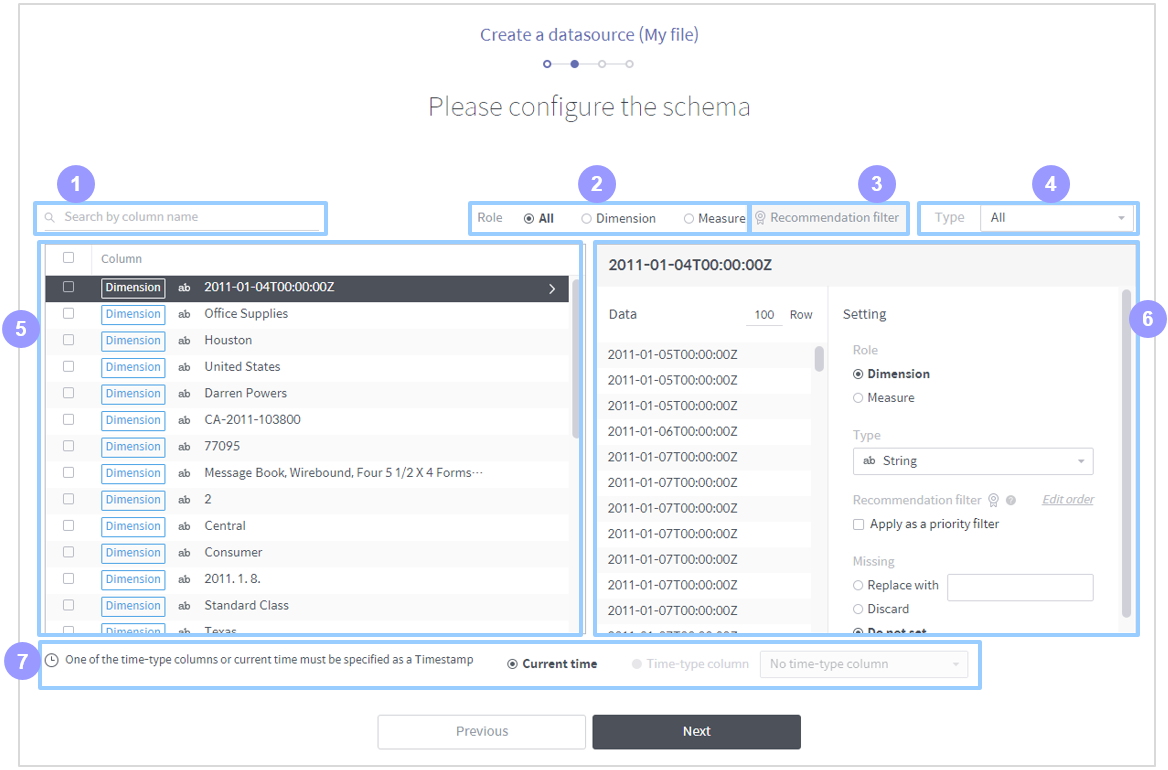 Create a datasource (My file)
Please configure the schema
1
2
3
4
Search by column name
Role All Dimension Measure
Recommendation filter
Type All
5
Column
Dimension ab 2011-01-04T00:00:00Z
Dimension ab Office Supplies
Dimension ab Houston
Dimension ab United States
Dimension ab Darren Powers
Dimension ab CA-2011-103800
Dimension ab 77095
Dimension ab Message Book, Wirebound, Four 5 1/2 X 4 Forms···
Dimension ab 2
Dimension ab Central
Dimension ab Consumer
Dimension ab 2011. 1. 8.
Dimension ab Standard Class
Dimension ab Texas
6
2011-01-04T00:00:00Z
Data 100 Row
2011-01-05T00:00:00Z
2011-01-05T00:00:00Z
2011-01-05T00:00:00Z
2011-01-06T00:00:00Z
2011-01-07T00:00:00Z
2011-01-07T00:00:00Z
2011-01-07T00:00:00Z
2011-01-07T00:00:00Z
2011-01-07T00:00:00Z
2011-01-07T00:00:00Z
2011-01-07T00:00:00Z
2011-01-07T00:00:00Z
Setting
Role
Dimension
Measure
Type
ab String
Recommendation filter ? Edit order
Apply as a priority filter
Missing
Replace with
Discard
Do not set
7
One of the time-type columns or current time must be specified as a Timestamp Current time Time-type column No time-type column
Previous Next